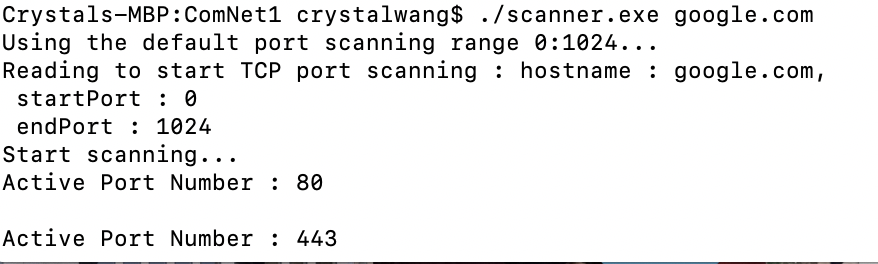 Crystals-MBP:ComNet1 crystalwang$ ./scanner.exe google.com
Using the default port scanning range 0:1024...
Reading to start TCP port scanning : hostname : google.com,
 startPort : 0
 endPort : 1024
Start scanning...
Active Port Number : 80

Active Port Number : 443